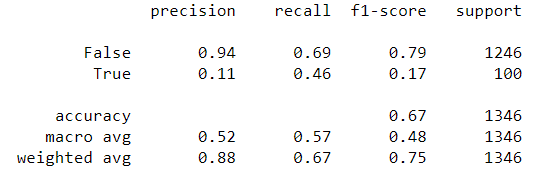 precision recall f1-score support
False 0.94 0.69 0.79 1246
True 0.11 0.46 0.17 100
accuracy 0.67 1346
macro avg 0.52 0.57 0.48 1346
weighted avg 0.88 0.67 0.75 1346